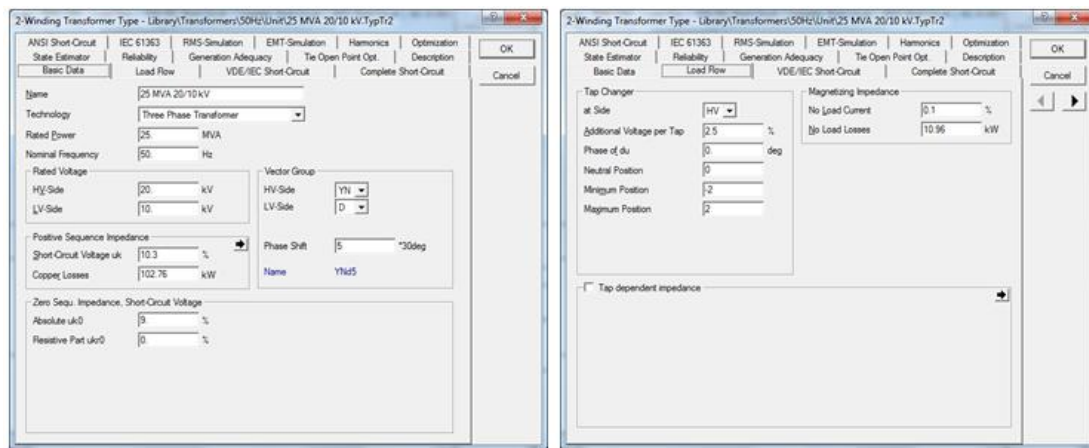 2-Winding Transformer Type - Library\Transformers\50Hz\Unit\25 MVA 20/10 kV.TypTr2
ANSI Short-Circuit IEC 61363 RMS-Simulation EMT-Simulation Harmonics Optimization
State Estimator Reliability Generation Adequacy Tie Open Point Opt. Description
Basic Data Load Flow VDE/IEC Short-Circuit Complete Short-Circuit
OK
Cancel
Name 25 MVA 20/10 kV
Technology Three Phase Transformer
Rated Power 25. MVA
Nominal Frequency 50. Hz
Rated Voltage
HV-Side 20. kV
LV-Side 10. kV
Vector Group
HV-Side YN
LV-Side D
Phase Shift 5 *30deg
Name YNd5
Positive Sequence Impedance
Short-Circuit Voltage uk 10.3 %
Copper Losses 102.76 kW
Zero Sequ. Impedance, Short-Circuit Voltage
Absolute uk0 9. %
Resistive Part ukr0 0. %
2-Winding Transformer Type - Library\Transformers\50Hz\Unit\25 MVA 20/10 kV.TypTr2
ANSI Short-Circuit IEC 61363 RMS-Simulation EMT-Simulation Harmonics Optimization
State Estimator Reliability Generation Adequacy Tie Open Point Opt. Description
Basic Data Load Flow VDE/IEC Short-Circuit Complete Short-Circuit
OK
Cancel
Tap Changer
at Side HV
Additional Voltage per Tap 2.5 %
Phase of du 0. deg
Neutral Position 0
Minimum Position -2
Maximum Position 2
Magnetizing Impedance
No Load Current 0.1 %
No Load Losses 10.96 kW
Tap dependent impedance